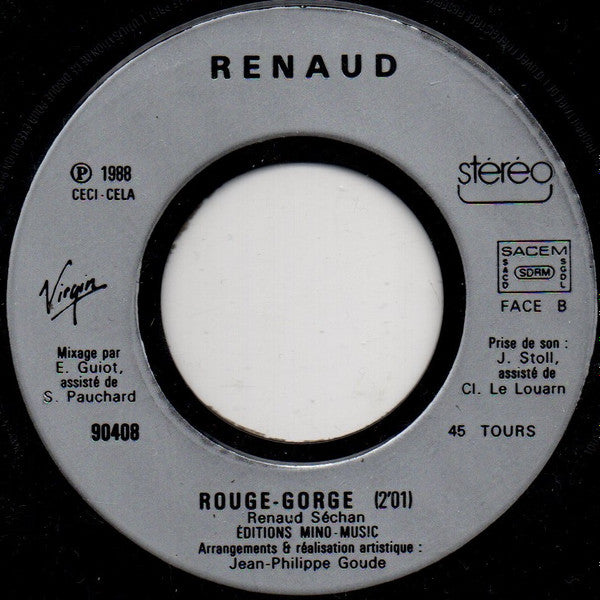 RENAUD
℗ 1988
CECI-CELA
stéréo
Virgin
SACEM
SACD
SDRM
SGDL
FACE B
Mixage par
E. Guiot,
assisté de
S. Pauchard
90408
Prise de son :
J. Stoll,
assisté de
Cl. Le Louarn
45 TOURS
ROUGE-GORGE (2'01)
Renaud Séchan
ÉDITIONS MINO-MUSIC
Arrangements & réalisation artistique :
Jean-Philippe Goude